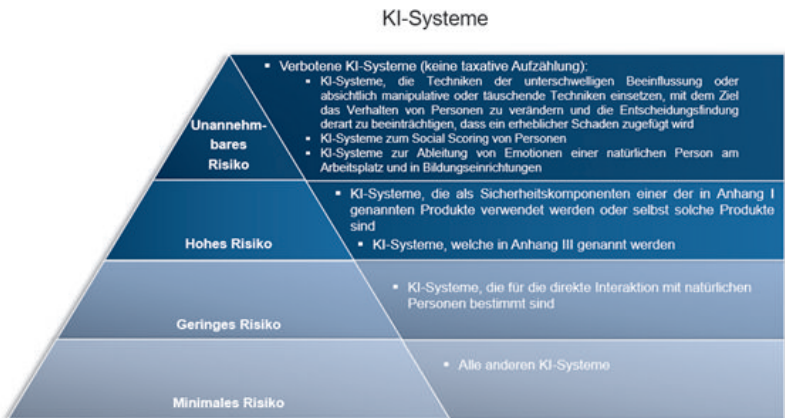 KI-Systeme
Unannehm-
bares
Risiko
▪ Verbotene KI-Systeme (keine taxative Aufzählung):
▪ KI-Systeme, die Techniken der unterschwelligen Beeinflussung oder
absichtlich manipulative oder täuschende Techniken einsetzen, mit dem Ziel
das Verhalten von Personen zu verändern und die Entscheidungsfindung
derart zu beeinträchtigen, dass ein erheblicher Schaden zugefügt wird
▪ KI-Systeme zum Social Scoring von Personen
▪ KI-Systeme zur Ableitung von Emotionen einer natürlichen Person am
Arbeitsplatz und in Bildungseinrichtungen
Hohes Risiko
▪ KI-Systeme, die als Sicherheitskomponenten einer der in Anhang I
genannten Produkte verwendet werden oder selbst solche Produkte
sind
▪ KI-Systeme, welche in Anhang III genannt werden
Geringes Risiko
▪ KI-Systeme, die für die direkte Interaktion mit natürlichen
Personen bestimmt sind
Minimales Risiko
▪ Alle anderen KI-Systeme